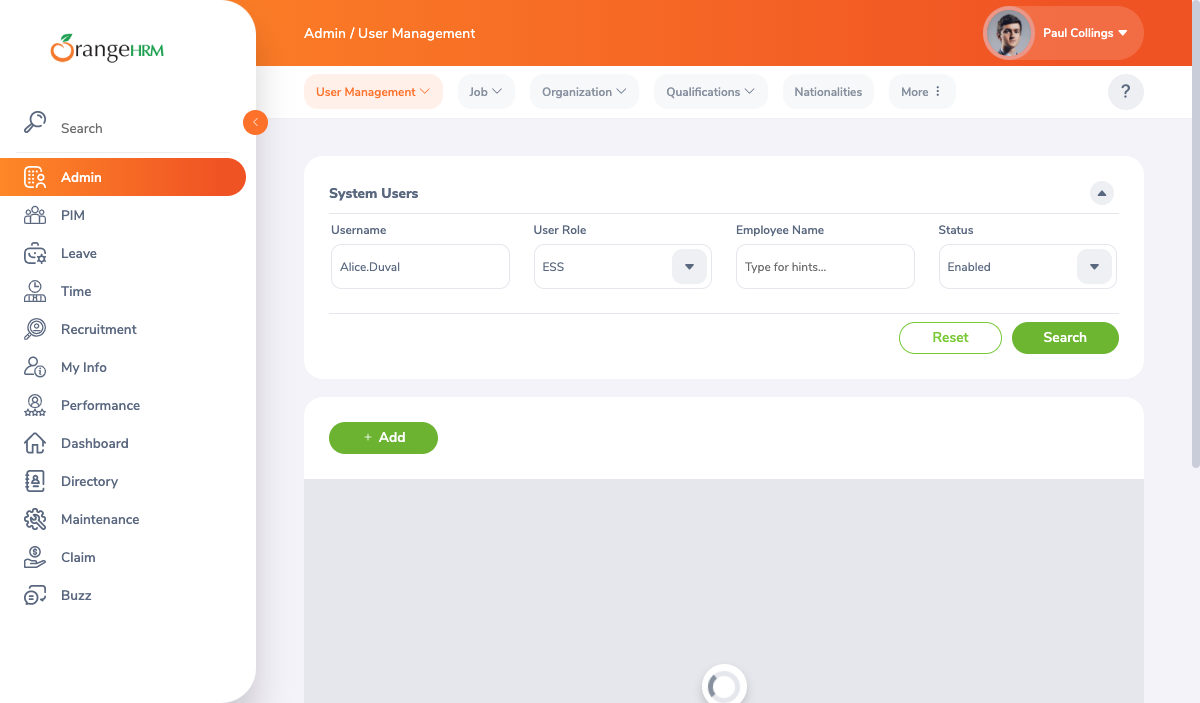 OrangeHRM
Admin / User Management
Paul Collings
User Management
Job
Organization
Qualifications
Nationalities
More
?
Search
Admin
PIM
Leave
Time
Recruitment
My Info
Performance
Dashboard
Directory
Maintenance
Claim
Buzz
System Users
Username
User Role
Employee Name
Status
Alice.Duval
ESS
Type for hints...
Enabled
Reset
Search
+ Add